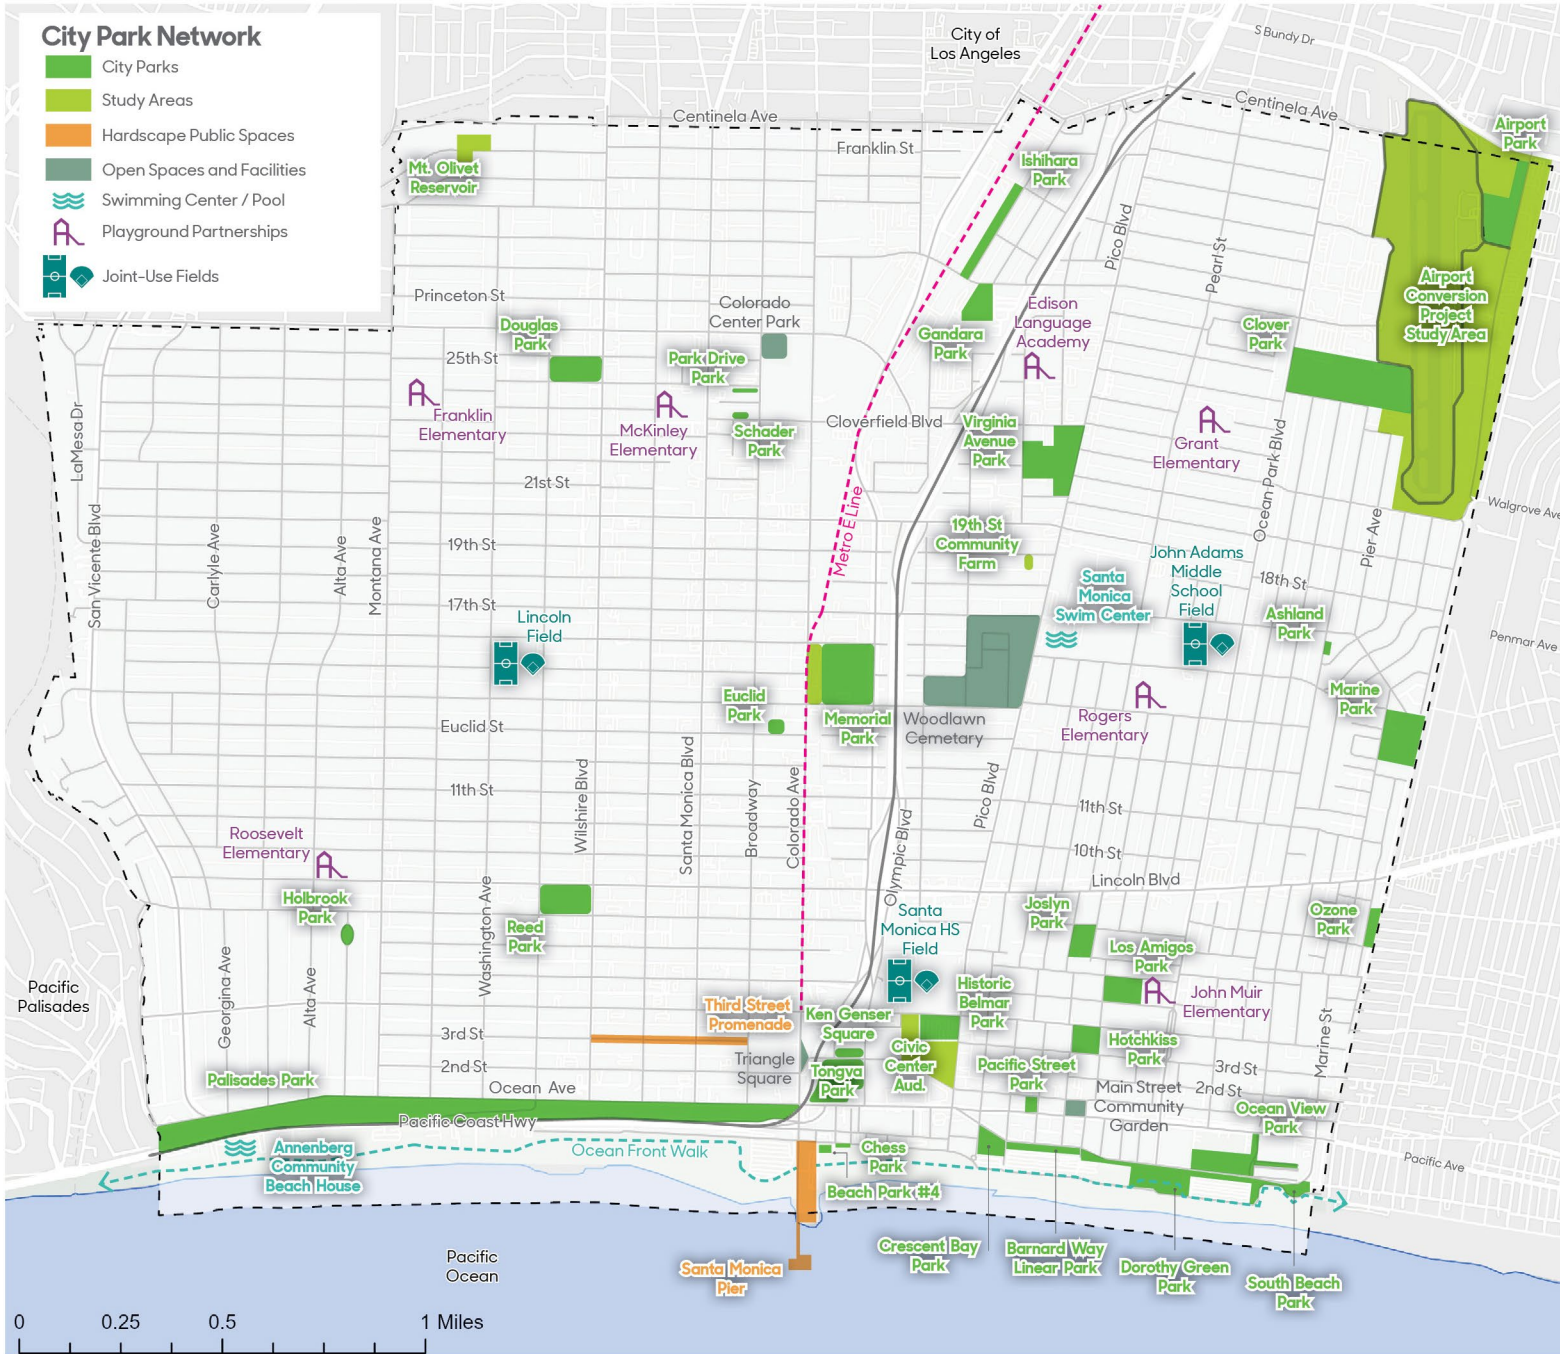 City Park Network
City Parks
Study Areas
Hardscape Public Spaces
Open Spaces and Facilities
Swimming Center / Pool
Playground Partnerships
Joint-Use Fields
City of
Los Angeles
S Bundy Dr
Centinela Ave
Centinela Ave
Airport
Park
Franklin St
Ishihara
Park
Mt. Olivet
Reservoir
Pico Blvd
Pearl St
Airport
Conversion
Project
Study Area
Princeton St
Colorado
Center Park
Edison
Language
Academy
Douglas
Park
Gandara
Park
Clover
Park
25th St
Park Drive
Park
LaMesa Dr
Franklin
Elementary
McKinley
Elementary
Schader
Park
Cloverfield Blvd
Virginia
Avenue
Park
Grant
Elementary
Ocean Park Blvd
21st St
Metro E Line
Walgrove Ave
San Vicente Blvd
Carlyle Ave
Alta Ave
Montana Ave
19th St
19th St
Community
Farm
Pier Ave
John Adams
Middle
School
Field
18th St
Santa
Monica
Swim Center
17th St
Lincoln
Field
Ashland
Park
Penmar Ave
Euclid
Park
Marine
Park
Euclid St
Memorial
Park
Woodlawn
Cemetary
Rogers
Elementary
11th St
Wilshire Blvd
Santa Monica Blvd
Broadway
Colorado Ave
Olympic Blvd
Pico Blvd
11th St
10th St
Lincoln Blvd
Roosevelt
Elementary
Holbrook
Park
Reed
Park
Washington Ave
Santa
Monica HS
Field
Joslyn
Park
Ozone
Park
Los Amigos
Park
Georgina Ave
Alta Ave
Pacific
Palisades
Historic
Belmar
Park
John Muir
Elementary
Third Street
Promenade
Ken Genser
Square
3rd St
2nd St
Triangle
Square
Tongva
Park
Civic
Center
Aud.
Hotchkiss
Park
Marine St
Pacific Street
Park
3rd St
2nd St
Palisades Park
Ocean Ave
Main Street
Community
Garden
Ocean View
Park
Pacific Coast Hwy
Annenberg
Community
Beach House
Ocean Front Walk
Chess
Park
Pacific Ave
Beach Park #4
Pacific
Ocean
Santa Monica
Pier
Crescent Bay
Park
Barnard Way
Linear Park
Dorothy Green
Park
South Beach
Park
0 0.25 0.5 1 Miles